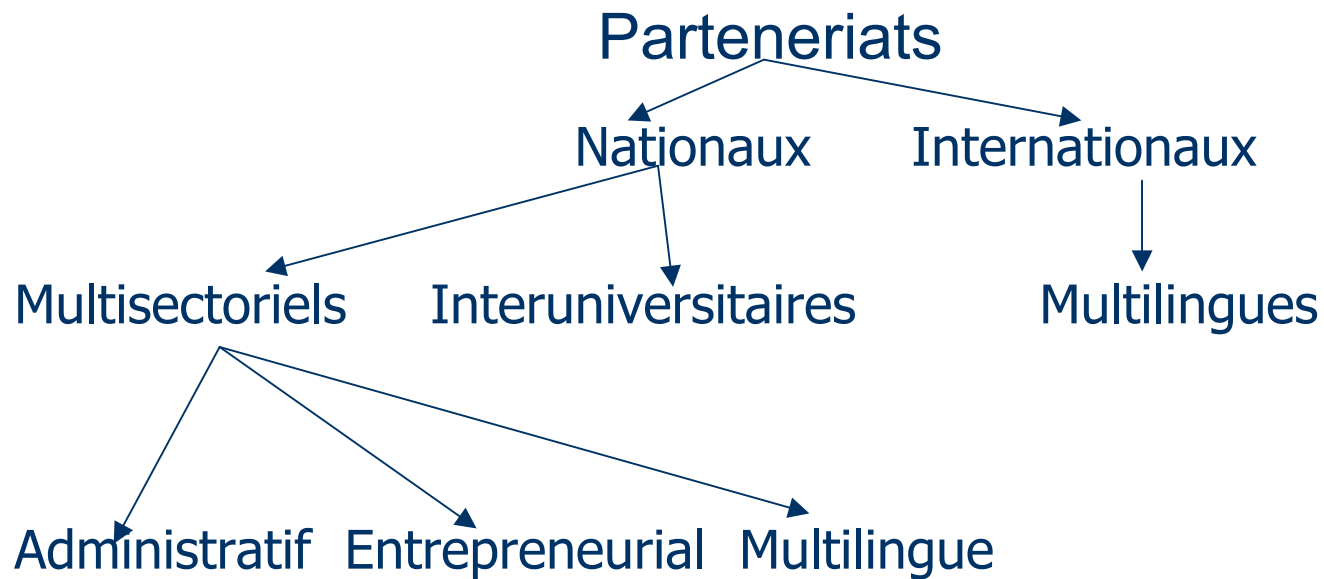 Parteneriats
Nationaux Internationaux
Multisectoriels Interuniversitaires Multilingues
Administratif Entrepreneurial Multilingue